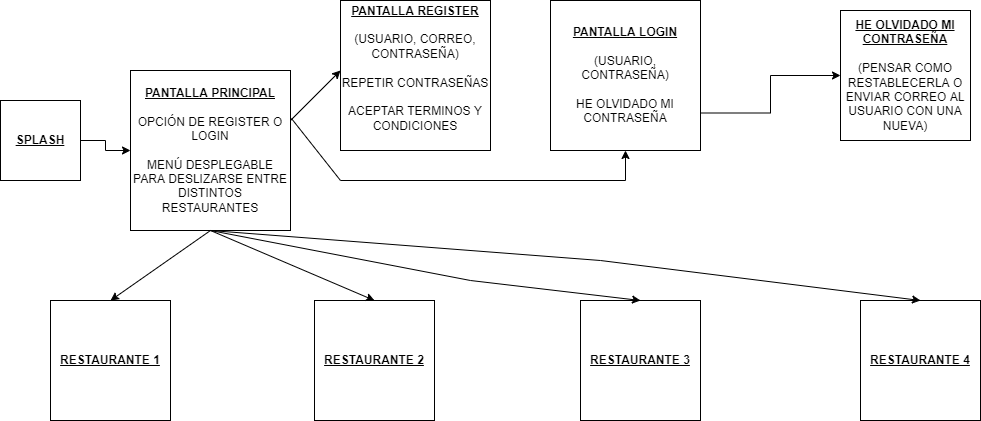 SPLASH
PANTALLA PRINCIPAL
OPCIÓN DE REGISTER O
LOGIN
MENÚ DESPLEGABLE
PARA DESLIZARSE ENTRE
DISTINTOS
RESTAURANTES
PANTALLA REGISTER
(USUARIO, CORREO,
CONTRASEÑA)
REPETIR CONTRASEÑAS
ACEPTAR TERMINOS Y
CONDICIONES
PANTALLA LOGIN
(USUARIO,
CONTRASEÑA)
HE OLVIDADO MI
CONTRASEÑA
HE OLVIDADO MI
CONTRASEÑA
(PENSAR COMO
RESTABLECERLA O
ENVIAR CORREO AL
USUARIO CON UNA
NUEVA)
RESTAURANTE 1
RESTAURANTE 2
RESTAURANTE 3
RESTAURANTE 4